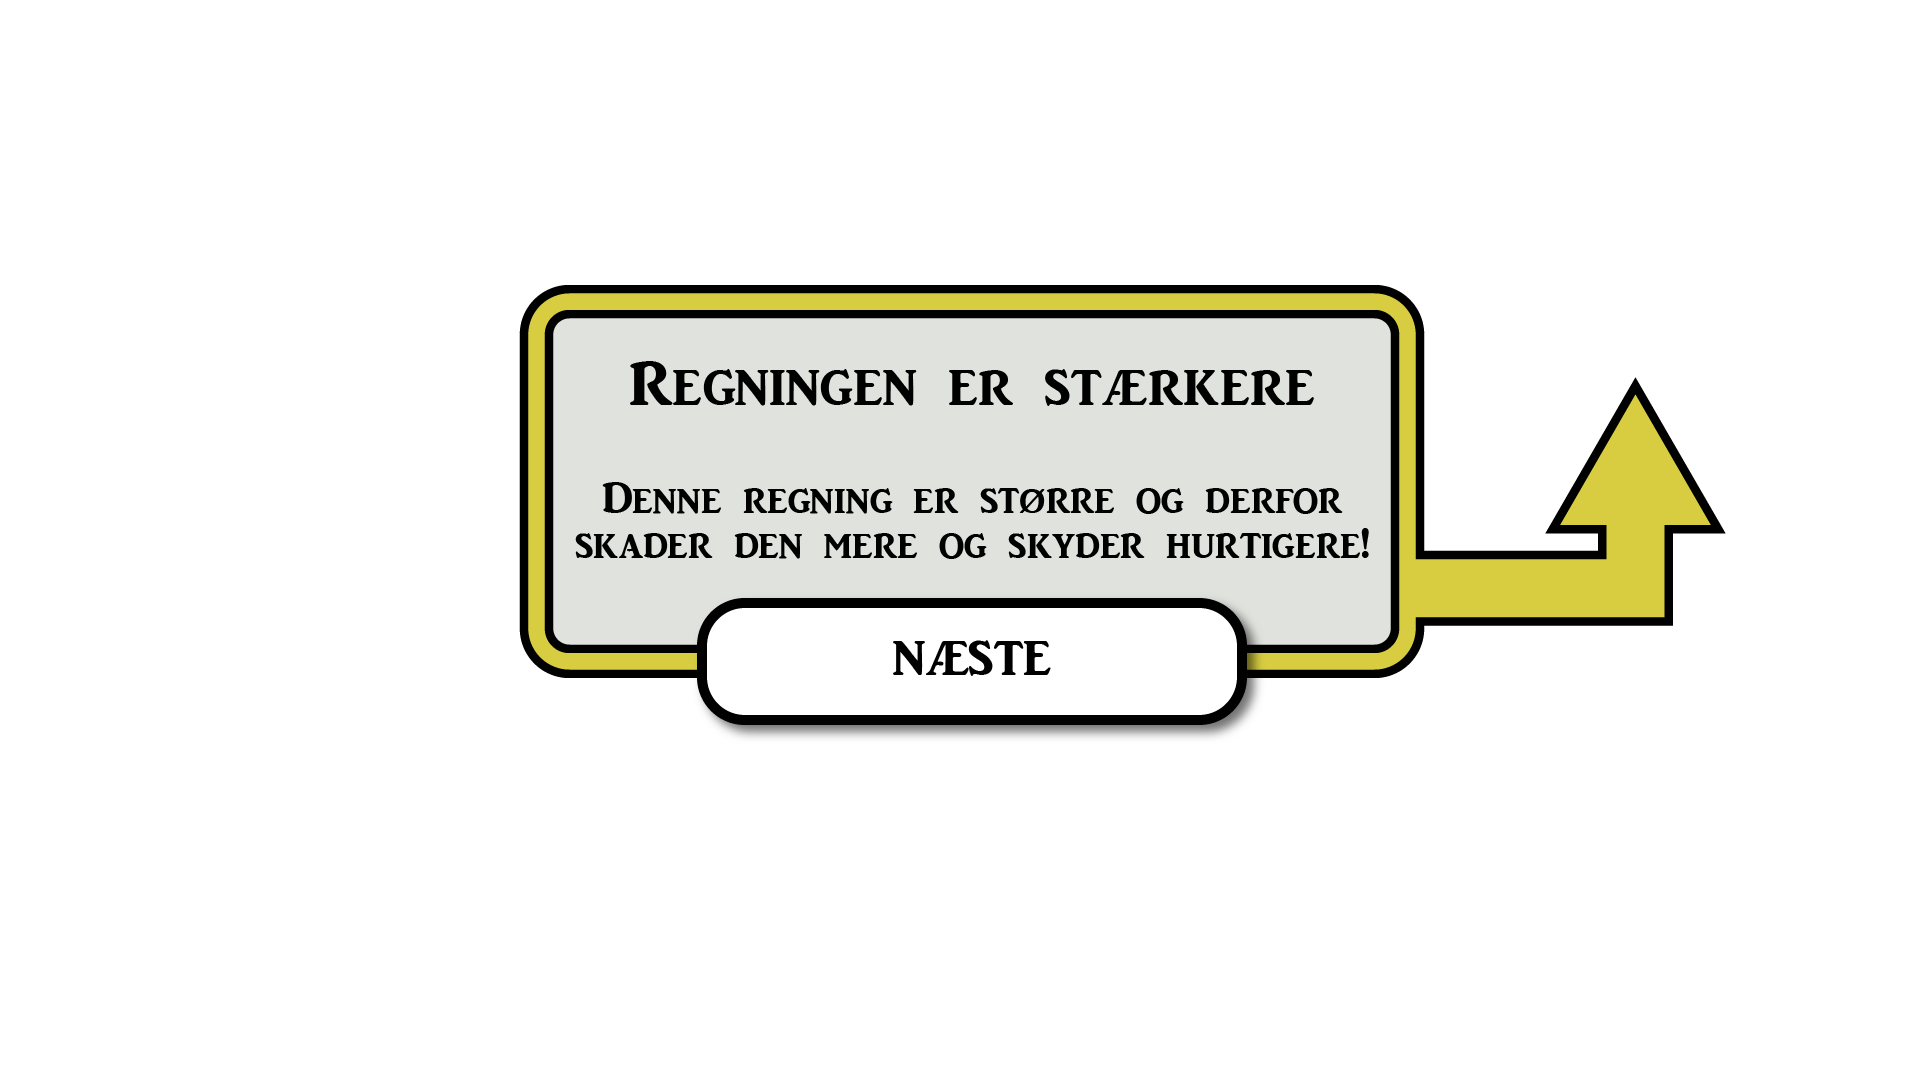 Regningen er stærkere
Denne regning er større og derfor
skader den mere og skyder hurtigere!
NÆSTE